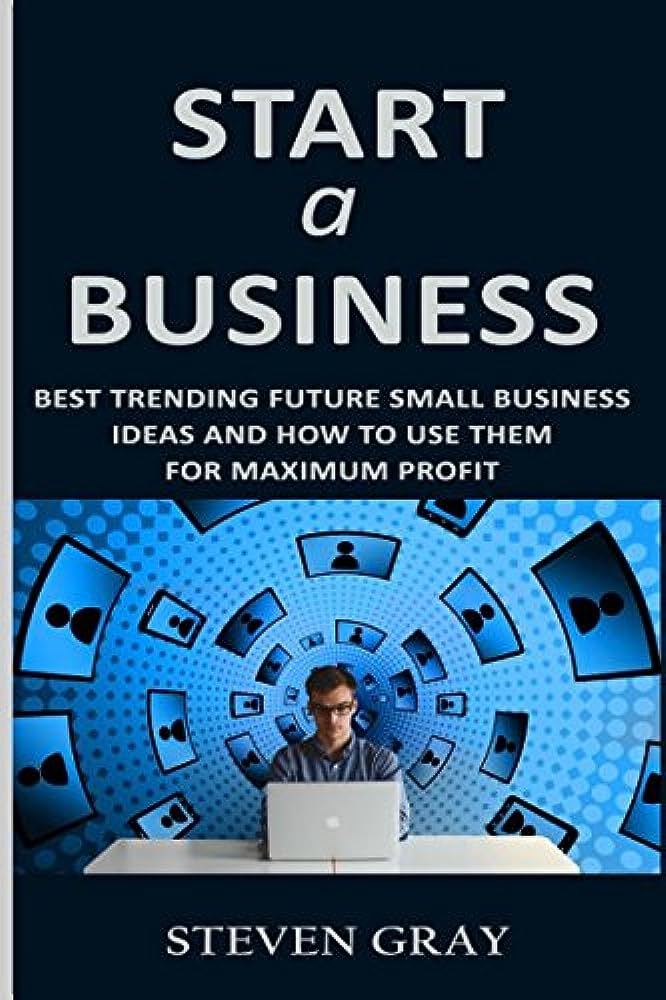 START
a
BUSINESS
BEST TRENDING FUTURE SMALL BUSINESS
IDEAS AND HOW TO USE THEM
FOR MAXIMUM PROFIT
STEVEN GRAY